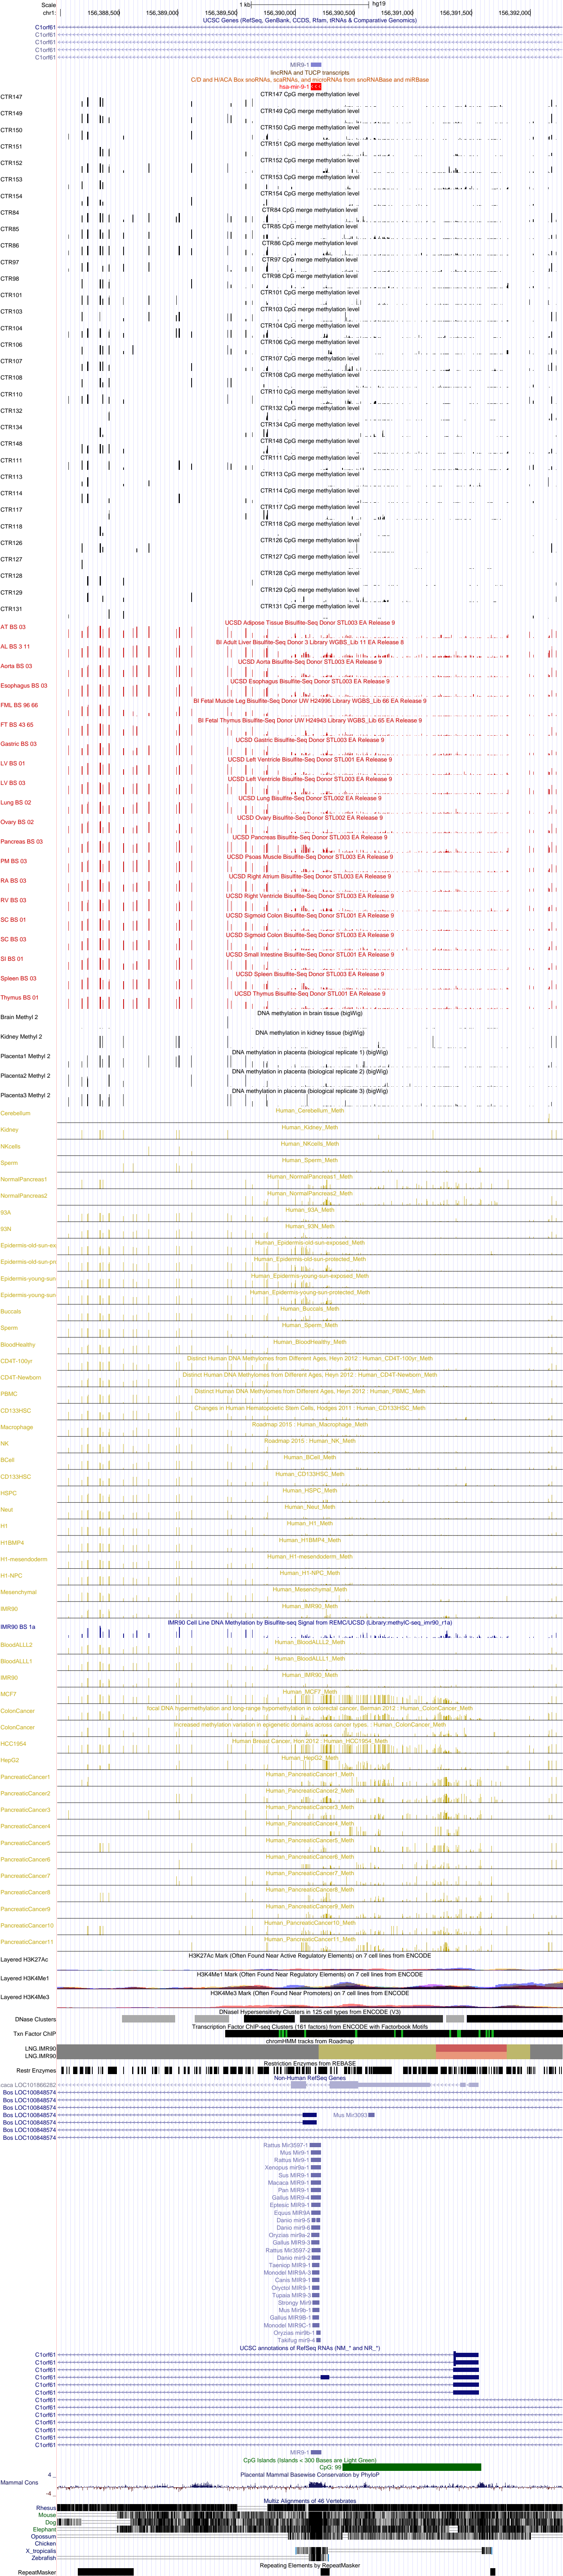 Scale 1 kb hg19
chr1: 156,388,500 156,389,000 156,389,500 156,390,000 156,390,500 156,391,000 156,391,500 156,392,000
UCSC Genes (RefSeq, GenBank, CCDS, Rfam, tRNAs & Comparative Genomics)
C1orf61
C1orf61
C1orf61
C1orf61
C1orf61
MIR9-1
lincRNA and TUCP transcripts
C/D and H/ACA Box snoRNAs, scaRNAs, and microRNAs from snoRNABase and miRBase
hsa-mir-9-1
CTR147 CTR147 CpG merge methylation level
CTR149 CTR149 CpG merge methylation level
CTR150 CTR150 CpG merge methylation level
CTR151 CTR151 CpG merge methylation level
CTR152 CTR152 CpG merge methylation level
CTR153 CTR153 CpG merge methylation level
CTR154 CTR154 CpG merge methylation level
CTR84 CTR84 CpG merge methylation level
CTR85 CTR85 CpG merge methylation level
CTR86 CTR86 CpG merge methylation level
CTR97 CTR97 CpG merge methylation level
CTR98 CTR98 CpG merge methylation level
CTR101 CTR101 CpG merge methylation level
CTR103 CTR103 CpG merge methylation level
CTR104 CTR104 CpG merge methylation level
CTR106 CTR106 CpG merge methylation level
CTR107 CTR107 CpG merge methylation level
CTR108 CTR108 CpG merge methylation level
CTR110 CTR110 CpG merge methylation level
CTR132 CTR132 CpG merge methylation level
CTR134 CTR134 CpG merge methylation level
CTR148 CTR148 CpG merge methylation level
CTR111 CTR111 CpG merge methylation level
CTR113 CTR113 CpG merge methylation level
CTR114 CTR114 CpG merge methylation level
CTR117 CTR117 CpG merge methylation level
CTR118 CTR118 CpG merge methylation level
CTR126 CTR126 CpG merge methylation level
CTR127 CTR127 CpG merge methylation level
CTR128 CTR128 CpG merge methylation level
CTR129 CTR129 CpG merge methylation level
CTR131 CTR131 CpG merge methylation level
AT BS 03 UCSD Adipose Tissue Bisulfite-Seq Donor STL003 EA Release 9
AL BS 3 11 BI Adult Liver Bisulfite-Seq Donor 3 Library WGBS_Lib 11 EA Release 8
Aorta BS 03 UCSD Aorta Bisulfite-Seq Donor STL003 EA Release 9
Esophagus BS 03 UCSD Esophagus Bisulfite-Seq Donor STL003 EA Release 9
FML BS 96 66 BI Fetal Muscle Leg Bisulfite-Seq Donor UW H24996 Library WGBS_Lib 66 EA Release 9
FT BS 43 65 BI Fetal Thymus Bisulfite-Seq Donor UW H24943 Library WGBS_Lib 65 EA Release 9
Gastric BS 03 UCSD Gastric Bisulfite-Seq Donor STL003 EA Release 9
LV BS 01 UCSD Left Ventricle Bisulfite-Seq Donor STL001 EA Release 9
LV BS 03 UCSD Left Ventricle Bisulfite-Seq Donor STL003 EA Release 9
Lung BS 02 UCSD Lung Bisulfite-Seq Donor STL002 EA Release 9
Ovary BS 02 UCSD Ovary Bisulfite-Seq Donor STL002 EA Release 9
Pancreas BS 03 UCSD Pancreas Bisulfite-Seq Donor STL003 EA Release 9
PM BS 03 UCSD Psoas Muscle Bisulfite-Seq Donor STL003 EA Release 9
RA BS 03 UCSD Right Atrium Bisulfite-Seq Donor STL003 EA Release 9
RV BS 03 UCSD Right Ventricle Bisulfite-Seq Donor STL003 EA Release 9
SC BS 01 UCSD Sigmoid Colon Bisulfite-Seq Donor STL001 EA Release 9
SC BS 03 UCSD Sigmoid Colon Bisulfite-Seq Donor STL003 EA Release 9
SI BS 01 UCSD Small Intestine Bisulfite-Seq Donor STL001 EA Release 9
Spleen BS 03 UCSD Spleen Bisulfite-Seq Donor STL003 EA Release 9
Thymus BS 01 UCSD Thymus Bisulfite-Seq Donor STL001 EA Release 9
Brain Methyl 2 DNA methylation in brain tissue (bigWig)
Kidney Methyl 2 DNA methylation in kidney tissue (bigWig)
Placenta1 Methyl 2 DNA methylation in placenta (biological replicate 1) (bigWig)
Placenta2 Methyl 2 DNA methylation in placenta (biological replicate 2) (bigWig)
Placenta3 Methyl 2 DNA methylation in placenta (biological replicate 3) (bigWig)
Cerebellum Human_Cerebellum_Meth
Kidney Human_Kidney_Meth
NKcells Human_NKcells_Meth
Sperm Human_Sperm_Meth
NormalPancreas1 Human_NormalPancreas1_Meth
NormalPancreas2 Human_NormalPancreas2_Meth
93A Human_93A_Meth
93N Human_93N_Meth
Epidermis-old-sun-ex Human_Epidermis-old-sun-exposed_Meth
Epidermis-old-sun-pr Human_Epidermis-old-sun-protected_Meth
Epidermis-young-sun Human_Epidermis-young-sun-exposed_Meth
Epidermis-young-sun Human_Epidermis-young-sun-protected_Meth
Buccals Human_Buccals_Meth
Sperm Human_Sperm_Meth
BloodHealthy Human_BloodHealthy_Meth
CD4T-100yr Distinct Human DNA Methylomes from Different Ages, Heyn 2012 : Human_CD4T-100yr_Meth
CD4T-Newborn Distinct Human DNA Methylomes from Different Ages, Heyn 2012 : Human_CD4T-Newborn_Meth
PBMC Distinct Human DNA Methylomes from Different Ages, Heyn 2012 : Human_PBMC_Meth
CD133HSC Changes in Human Hematopoietic Stem Cells, Hodges 2011 : Human_CD133HSC_Meth
Macrophage Roadmap 2015 : Human_Macrophage_Meth
NK Roadmap 2015 : Human_NK_Meth
BCell Human_BCell_Meth
CD133HSC Human_CD133HSC_Meth
HSPC Human_HSPC_Meth
Neut Human_Neut_Meth
H1 Human_H1_Meth
H1BMP4 Human_H1BMP4_Meth
H1-mesendoderm Human_H1-mesendoderm_Meth
H1-NPC Human_H1-NPC_Meth
Mesenchymal Human_Mesenchymal_Meth
IMR90 Human_IMR90_Meth
IMR90 BS 1a IMR90 Cell Line DNA Methylation by Bisulfite-seq Signal from REMC/UCSD (Library:methylC-seq_imr90_r1a)
BloodALLL2 Human_BloodALLL2_Meth
BloodALLL1 Human_BloodALLL1_Meth
IMR90 Human_IMR90_Meth
MCF7 Human_MCF7_Meth
ColonCancer focal DNA hypermethylation and long-range hypomethylation in colorectal cancer, Berman 2012 : Human_ColonCancer_Meth
ColonCancer Increased methylation variation in epigenetic domains across cancer types, : Human_ColonCancer_Meth
HCC1954 Human Breast Cancer, Hon 2012 : Human_HCC1954_Meth
HepG2 Human_HepG2_Meth
PancreaticCancer1 Human_PancreaticCancer1_Meth
PancreaticCancer2 Human_PancreaticCancer2_Meth
PancreaticCancer3 Human_PancreaticCancer3_Meth
PancreaticCancer4 Human_PancreaticCancer4_Meth
PancreaticCancer5 Human_PancreaticCancer5_Meth
PancreaticCancer6 Human_PancreaticCancer6_Meth
PancreaticCancer7 Human_PancreaticCancer7_Meth
PancreaticCancer8 Human_PancreaticCancer8_Meth
PancreaticCancer9 Human_PancreaticCancer9_Meth
PancreaticCancer10 Human_PancreaticCancer10_Meth
PancreaticCancer11 Human_PancreaticCancer11_Meth
Layered H3K27Ac H3K27Ac Mark (Often Found Near Active Regulatory Elements) on 7 cell lines from ENCODE
Layered H3K4Me1 H3K4Me1 Mark (Often Found Near Regulatory Elements) on 7 cell lines from ENCODE
Layered H3K4Me3 H3K4Me3 Mark (Often Found Near Promoters) on 7 cell lines from ENCODE
DNaseI Hypersensitivity Clusters in 125 cell types from ENCODE (V3)
DNase Clusters
Transcription Factor ChIP-seq Clusters (161 factors) from ENCODE with Factorbook Motifs
Txn Factor ChIP
chromHMM tracks from Roadmap
LNG.IMR90
LNG.IMR90
Restriction Enzymes from REBASE
Restr Enzymes
Non-Human RefSeq Genes
caca LOC101866282
Bos LOC100848574
Bos LOC100848574
Bos LOC100848574
Bos LOC100848574 Mus Mir3093
Bos LOC100848574
Bos LOC100848574
Bos LOC100848574
Rattus Mir3597-1
Mus Mir9-1
Rattus Mir9-1
Xenopus mir9a-1
Sus MIR9-1
Macaca MIR9-1
Pan MIR9-1
Gallus MIR9-4
Eptesic MIR9-1
Equus MIR9A
Danio mir9-5
Danio mir9-6
Oryzias mir9a-2
Gallus MIR9-3
Rattus Mir3597-2
Danio mir9-2
Taeniop MIR9-1
Monodel MIR9A-3
Canis MIR9-1
Oryctol MIR9-1
Tupaia MIR9-3
Strongy Mir9
Mus Mir9b-1
Gallus MIR9B-1
Monodel MIR9C-1
Oryzias mir9b-1
Takifug mir9-4
UCSC annotations of RefSeq RNAs (NM_* and NR_*)
C1orf61
C1orf61
C1orf61
C1orf61
C1orf61
C1orf61
C1orf61
C1orf61
C1orf61
C1orf61
C1orf61
C1orf61
C1orf61
MIR9-1
CpG Islands (Islands < 300 Bases are Light Green)
CpG: 99
Placental Mammal Basewise Conservation by PhyloP
4 _
Mammal Cons
-4 _
Multiz Alignments of 46 Vertebrates
Rhesus
Mouse
Dog
Elephant
Opossum
Chicken
X_tropicalis
Zebrafish
Repeating Elements by RepeatMasker
RepeatMasker